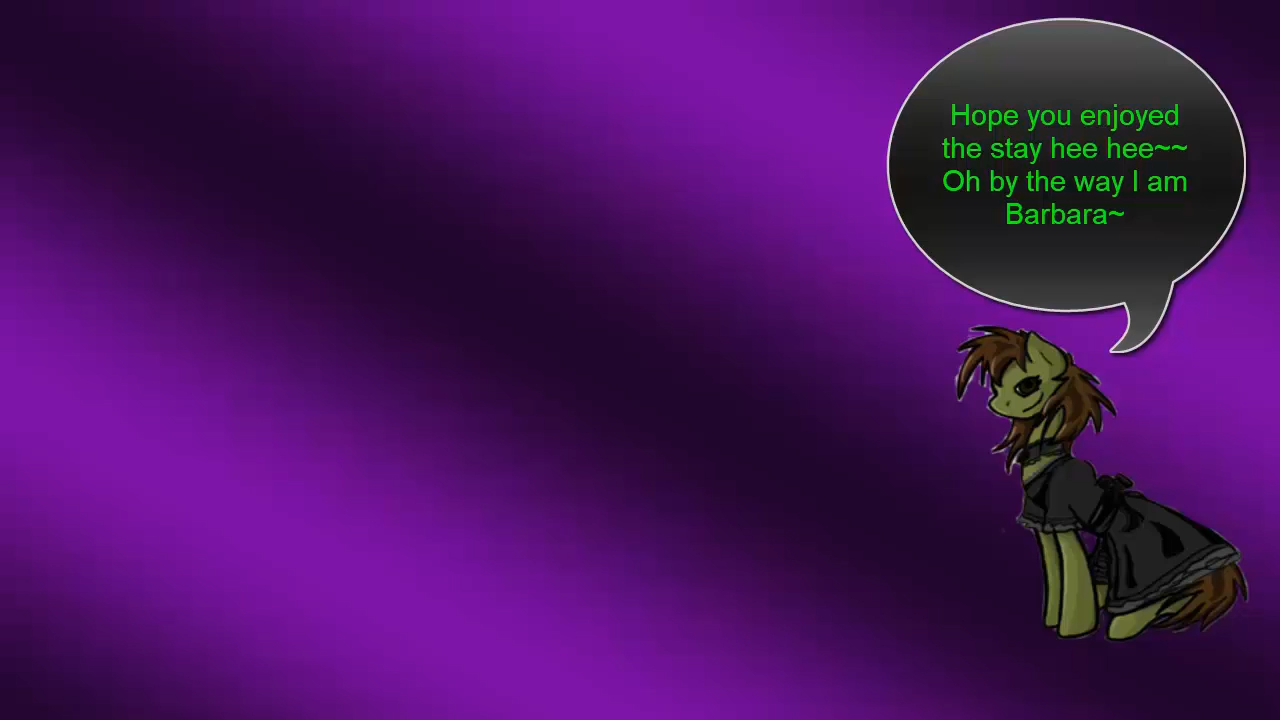 Hope you enjoyed
the stay hee hee~~
Oh by the way I am
Barbara~